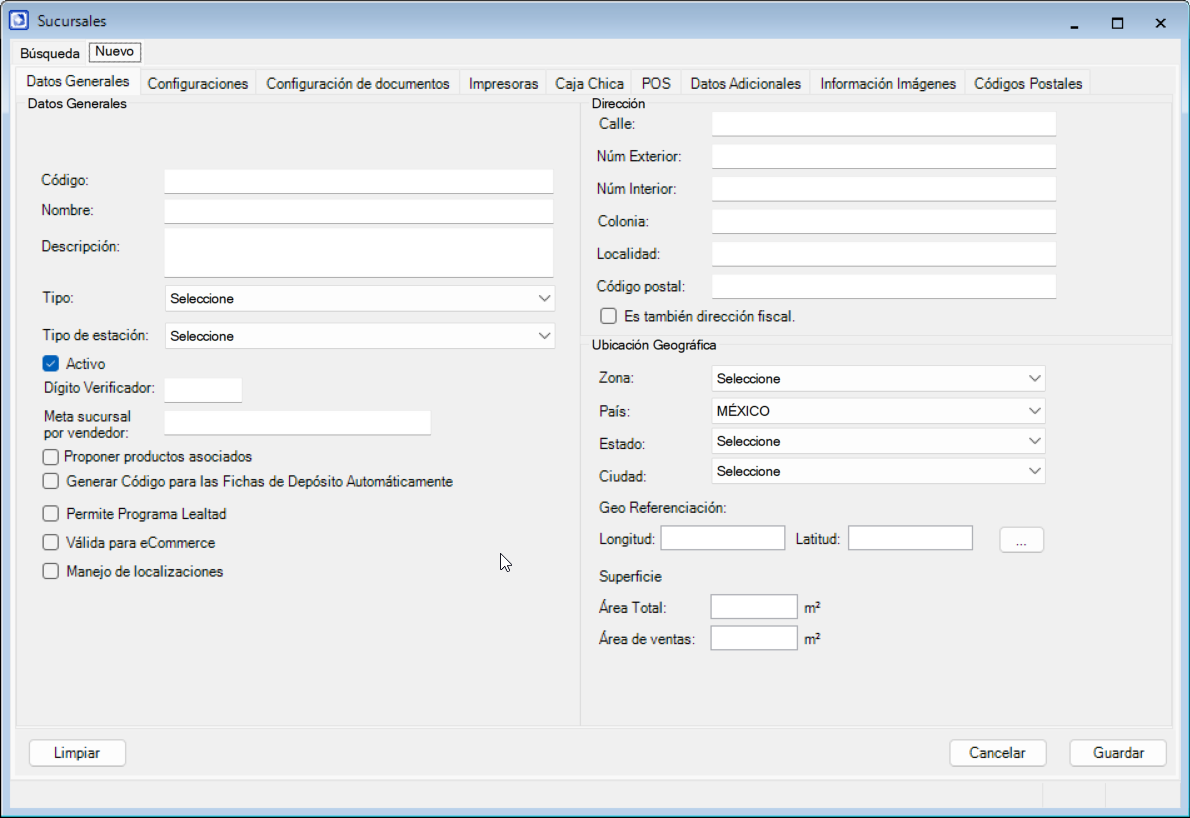 Sucursales
Búsqueda Nuevo
Datos Generales Configuraciones Configuración de documentos Impresoras Caja Chica POS Datos Adicionales Información Imágenes Códigos Postales
Datos Generales
Código:
Nombre:
Descripción:
Tipo: Seleccione
Tipo de estación: Seleccione
Activo
Dígito Verificador:
Meta sucursal
por vendedor:
Proponer productos asociados
Generar Código para las Fichas de Depósito Automáticamente
Permite Programa Lealtad
Válida para eCommerce
Manejo de localizaciones
Dirección
Calle:
Núm Exterior:
Núm Interior:
Colonia:
Localidad:
Código postal:
Es también dirección fiscal.
Ubicación Geográfica
Zona: Seleccione
País: MÉXICO
Estado: Seleccione
Ciudad: Seleccione
Geo Referenciación:
Longitud: Latitud: ...
Superficie
Área Total: m²
Área de ventas: m²
Limpiar Cancelar Guardar